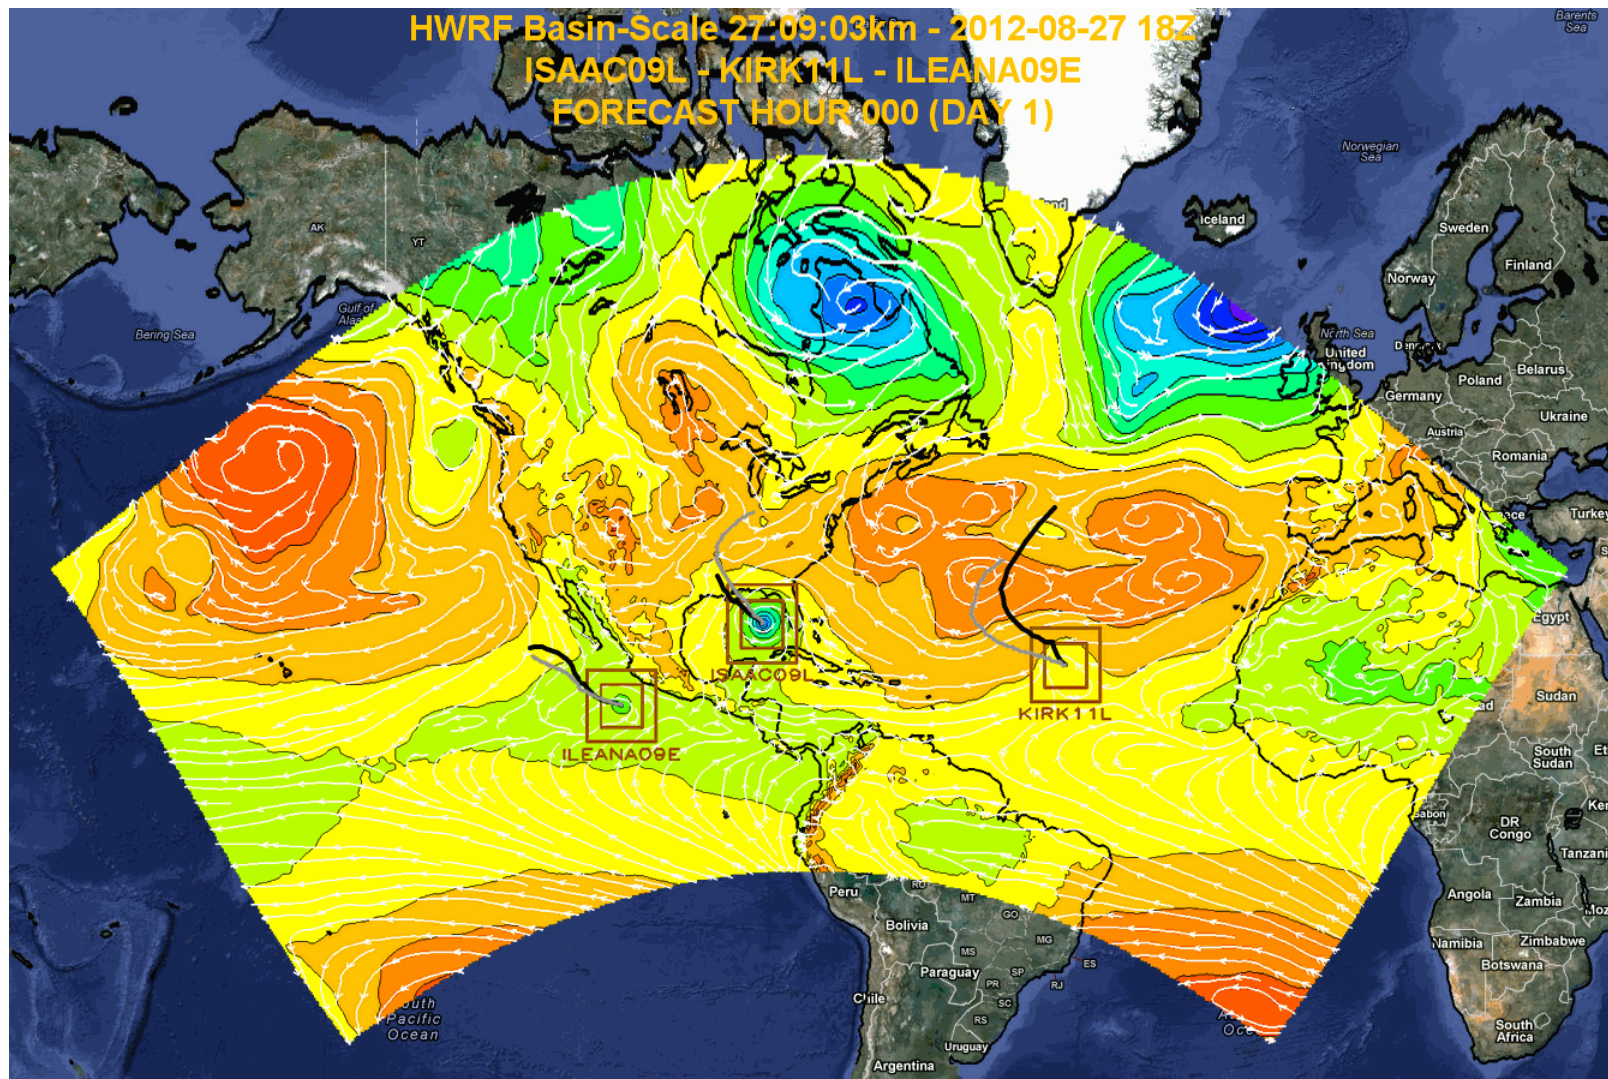 HWRF Basin-Scale 27:09:03km - 2012-08-27 18Z
ISAAC09L - KIRK11L - ILEANA09E
FORECAST HOUR 000 (DAY 1)
Barents
Sea
Norwegian
Sea
Iceland
Sweden
Finland
Norway
AK
YT
Gulf of
Bering Sea
North Sea
United
Kingdom
Denmark
Belarus
Poland
Germany
Ukraine
Austria
Romania
Turkey
Egypt
ISAAC09L
KIRK11L
ILEANA09E
Sudan
South
Sudan
DR
Congo
Tanzani
Angola
Zambia
Moz
Namibia
Zimbabwe
Botswana
South
Africa
Peru
RO
MT
Bolivia
GO
MG
MS
ES
Paraguay
SP
PR
RJ
SC
RS
Chile
Uruguay
Argentina
Pacific
Ocean